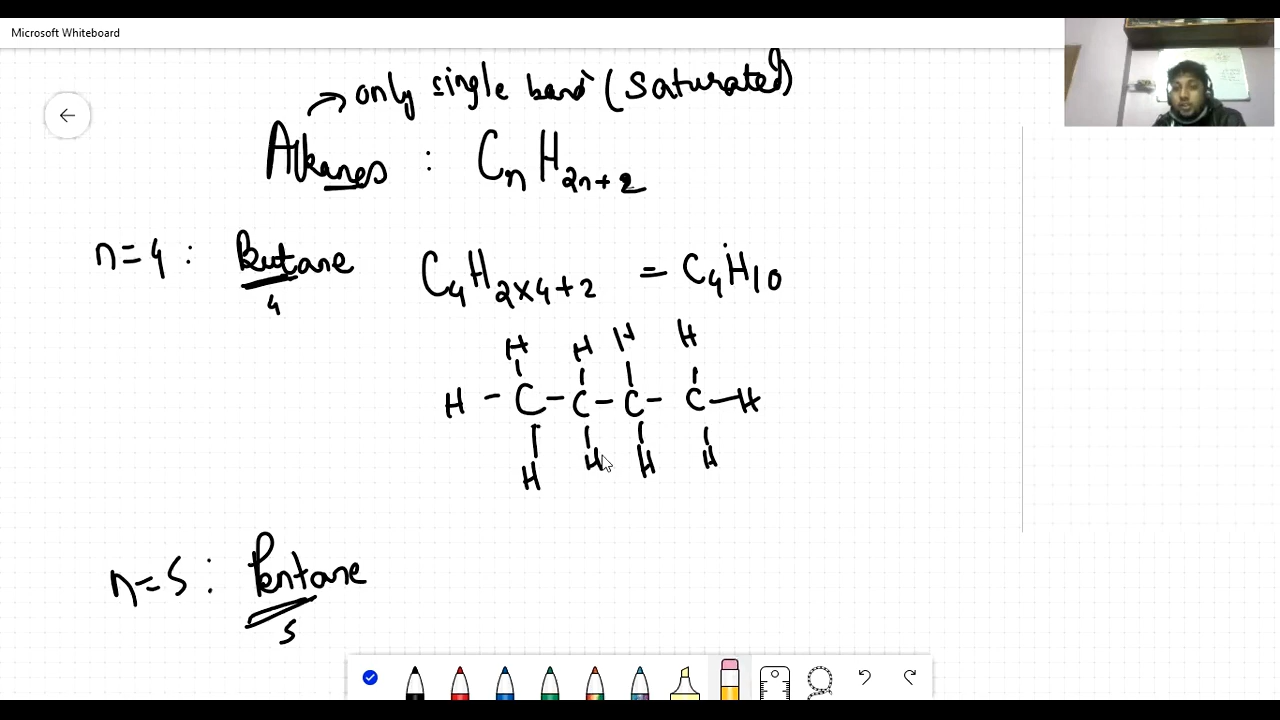 Microsoft Whiteboard
only single bond (Saturated)
Alkanes : CnH2n+2
n=4 : Butane C4H2x4+2 = C4H10
4
H H H H
H - C - C - C - C - H
H H H H
n=5 : Pentane
5